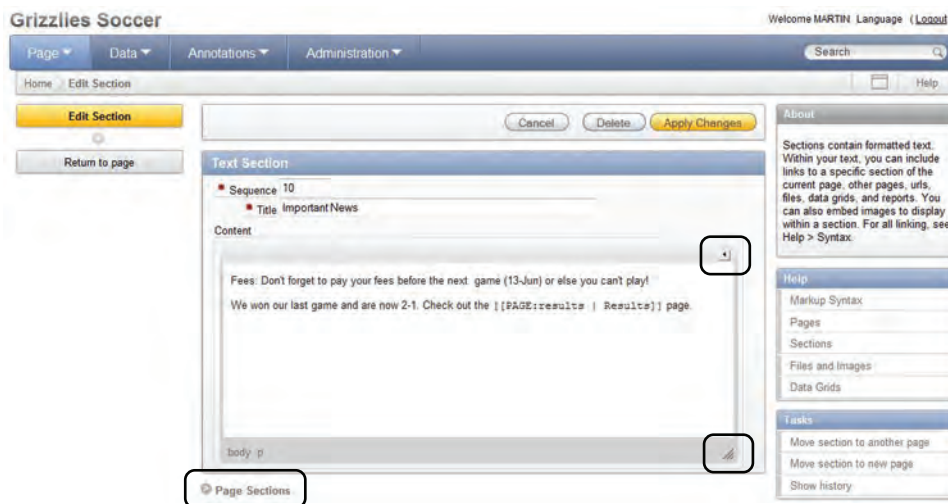 Grizzlies Soccer
Welcome MARTIN Language (Logout
Page Data Annotations Administration
Search
Home Edit Section
Help
Edit Section
Return to page
Cancel Delete Apply Changes
Text Section
Sequence 10
Title Important News
Content
Fees: Don't forget to pay your fees before the next game (13-Jun) or else you can't play!
We won our last game and are now 2-1. Check out the [[PAGE:results | Results]] page.
body p
Page Sections
About
Sections contain formatted text.
Within your text, you can include
links to a specific section of the
current page, other pages, urls,
files, data grids, and reports. You
can also embed images to display
within a section. For all linking, see
Help > Syntax.
Help
Markup Syntax
Pages
Sections
Files and Images
Data Grids
Tasks
Move section to another page
Move section to new page
Show history